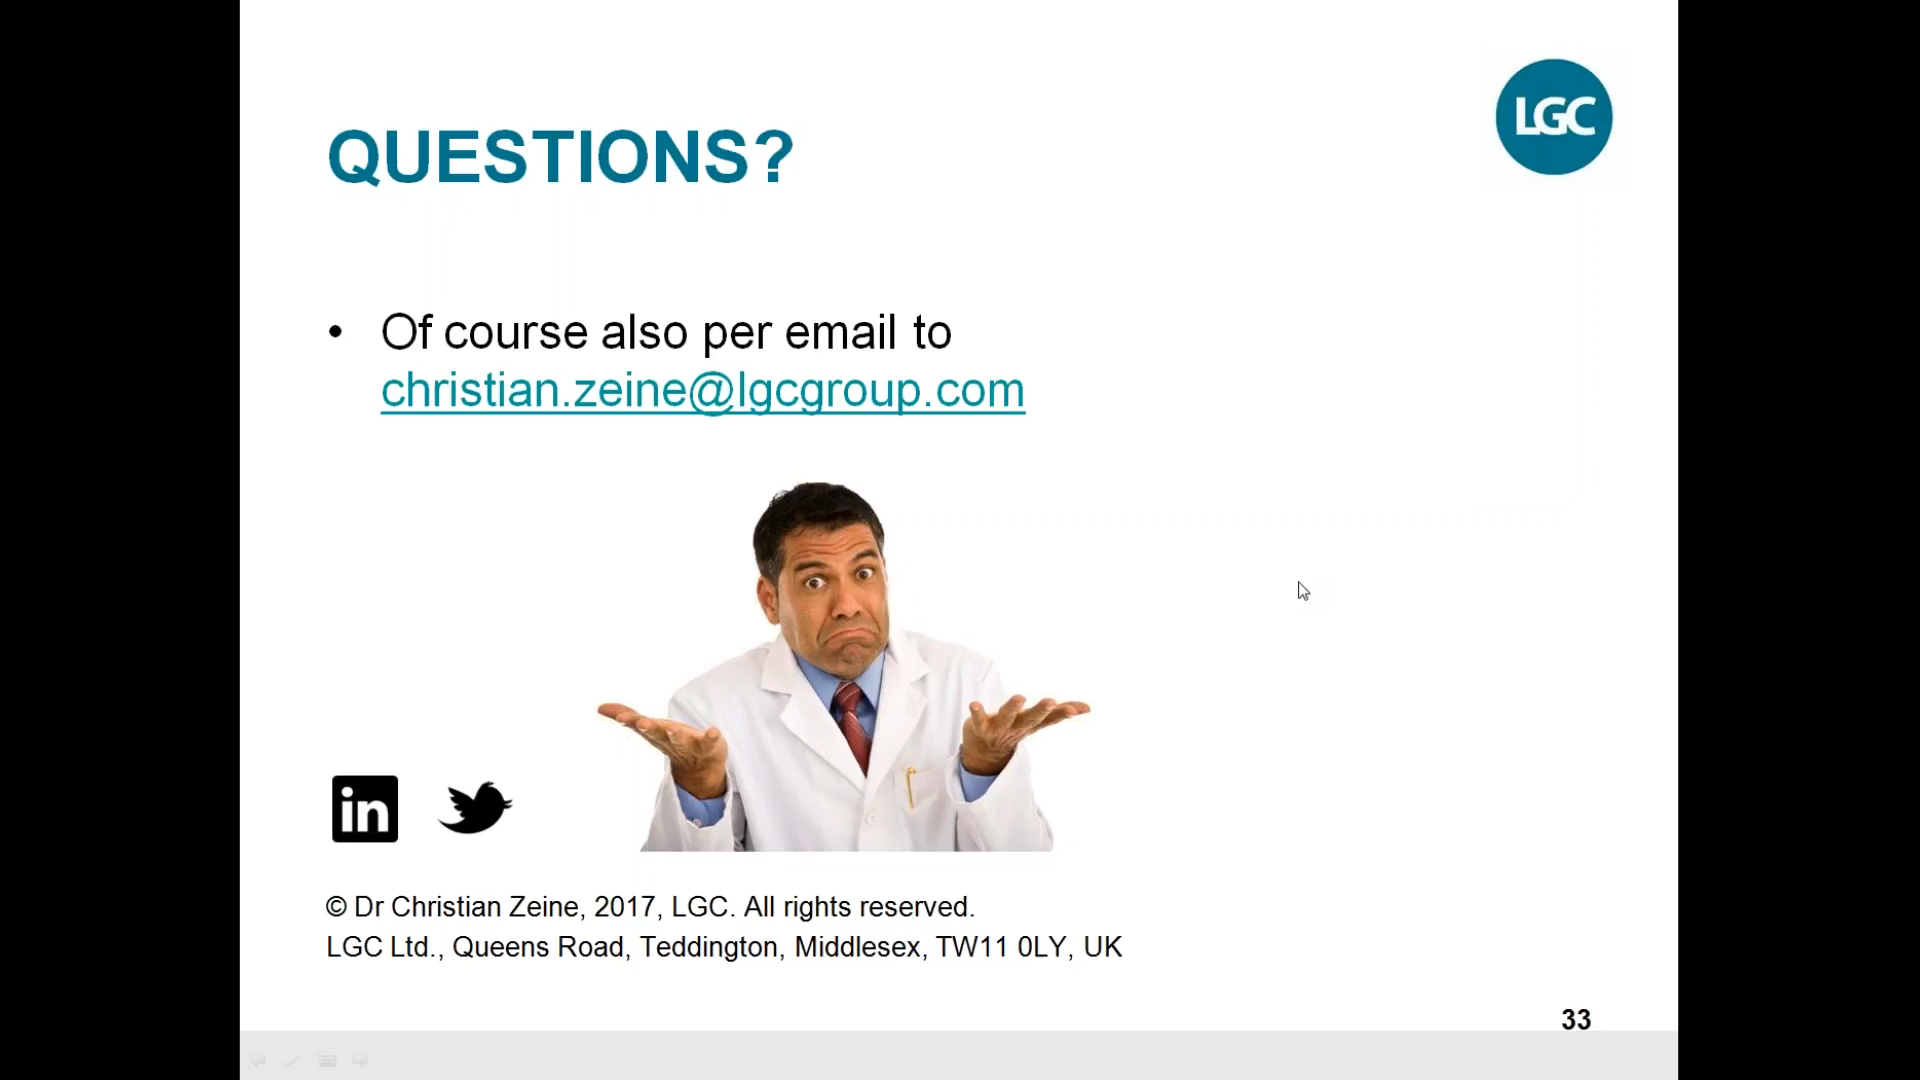 LGC
QUESTIONS?
• Of course also per email to
christian.zeine@lgcgroup.com
in
© Dr Christian Zeine, 2017, LGC. All rights reserved.
LGC Ltd., Queens Road, Teddington, Middlesex, TW11 0LY, UK
33